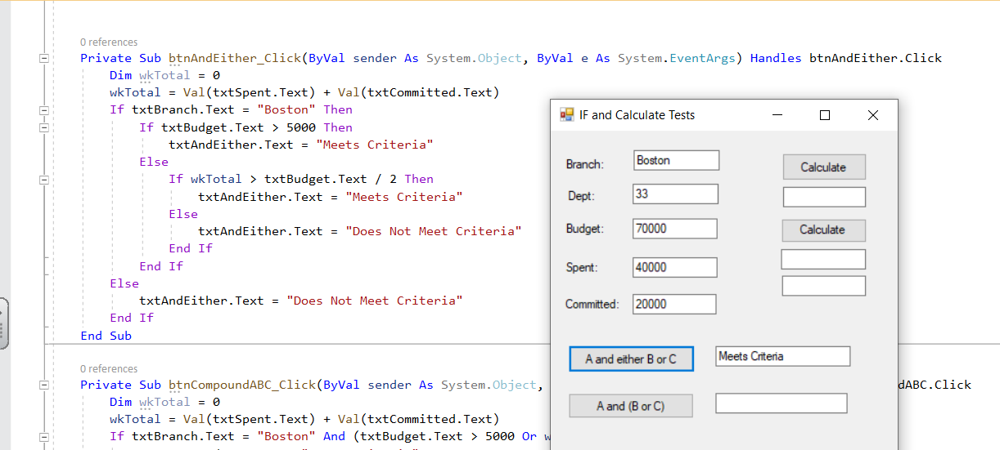 0 references
Private Sub btnAndEither_Click(ByVal sender As System.Object, ByVal e As System.EventArgs) Handles btnAndEither.Click
Dim wkTotal = 0
wkTotal = Val(txtSpent.Text) + Val(txtCommitted.Text)
If txtBranch.Text = "Boston" Then
If txtBudget.Text > 5000 Then
txtAndEither.Text = "Meets Criteria"
Else
If wkTotal > txtBudget.Text / 2 Then
txtAndEither.Text = "Meets Criteria"
Else
txtAndEither.Text = "Does Not Meet Criteria"
End If
End If
Else
txtAndEither.Text = "Does Not Meet Criteria"
End If
End Sub
0 references
Private Sub btnCompoundABC_Click(ByVal sender As System.Object, dABC.Click
Dim wkTotal = 0
wkTotal = Val(txtSpent.Text) + Val(txtCommitted.Text)
If txtBranch.Text = "Boston" And (txtBudget.Text > 5000 Or w
IF and Calculate Tests
Branch: Boston Calculate
Dept: 33
Budget: 70000 Calculate
Spent: 40000
Committed: 20000
A and either B or C Meets Criteria
A and (B or C)